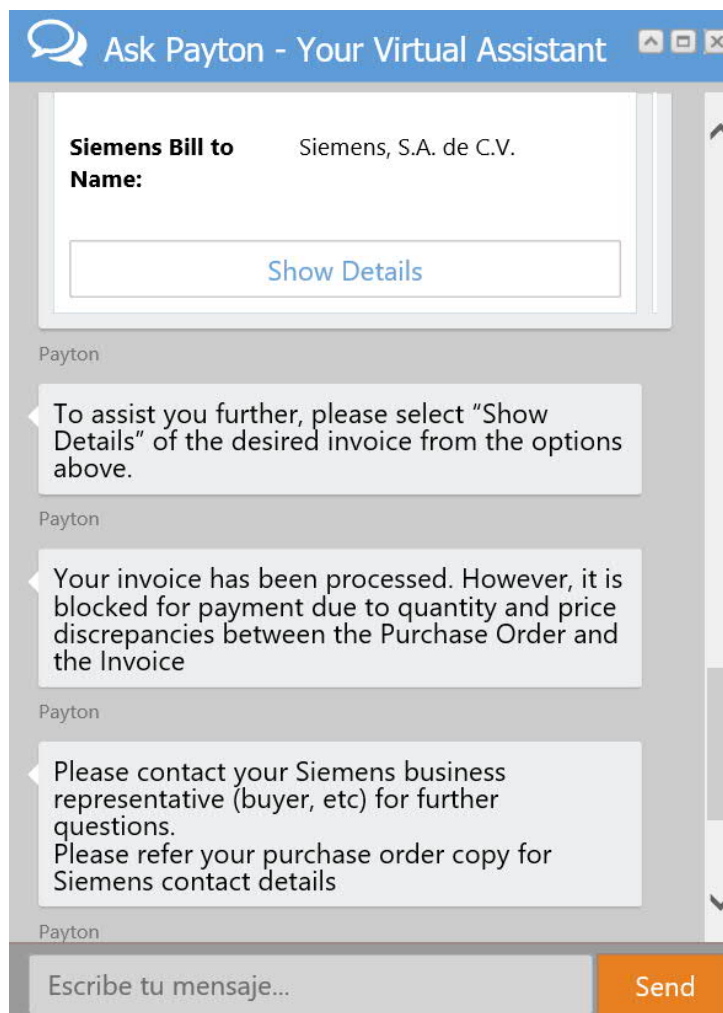 Ask Payton - Your Virtual Assistant
Siemens Bill to Siemens, S.A. de C.V.
Name:
Show Details
Payton
To assist you further, please select “Show
Details” of the desired invoice from the options
above.
Payton
Your invoice has been processed. However, it is
blocked for payment due to quantity and price
discrepancies between the Purchase Order and
the Invoice
Payton
Please contact your Siemens business
representative (buyer, etc) for further
questions.
Please refer your purchase order copy for
Siemens contact details
Payton
Escribe tu mensaje... Send